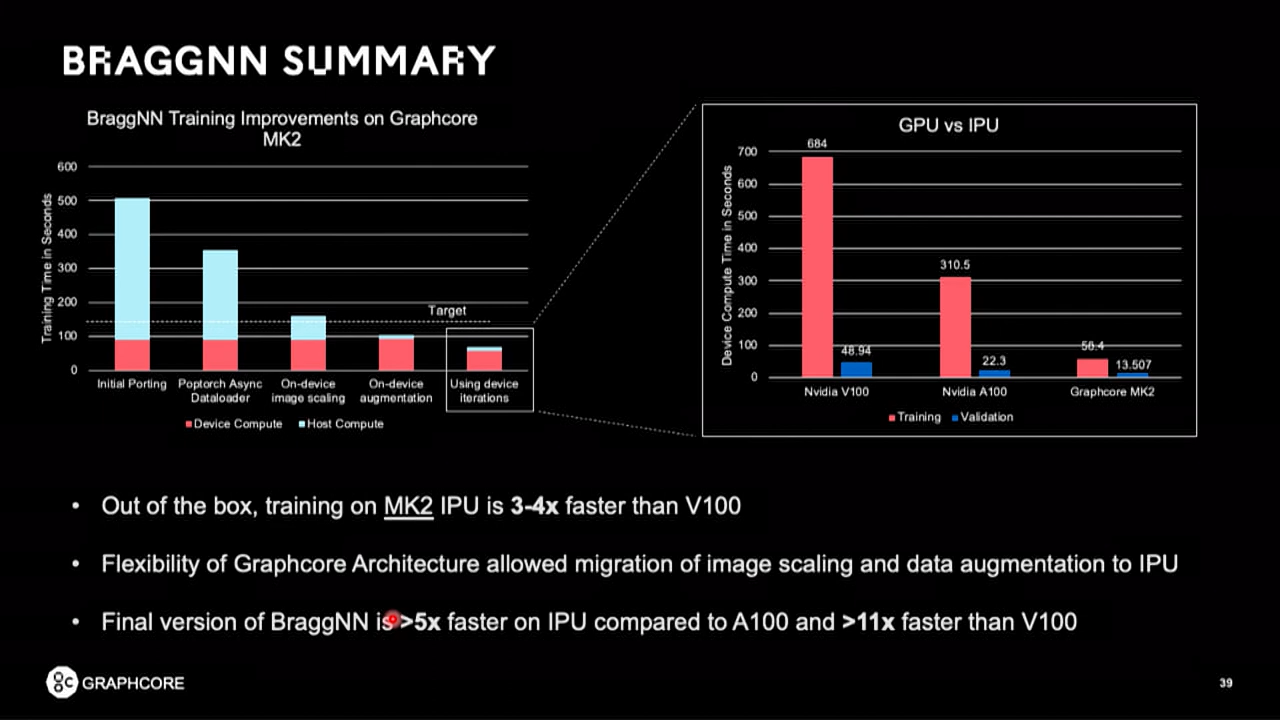 BRAGGNN SUMMARY
BraggNN Training Improvements on Graphcore
MK2
Training Time in Seconds
600
500
400
300
200
100
0
Target
Initial Porting
Poptorch Async
Dataloader
On-device
image scaling
On-device
augmentation
Using device
iterations
Device Compute
Host Compute
GPU vs IPU
Device Compute Time in Seconds
700
600
500
400
300
200
100
0
684
48.94
310.5
22.3
56.4
13.507
Nvidia V100
Nvidia A100
Graphcore MK2
Training
Validation
• Out of the box, training on MK2 IPU is 3-4x faster than V100
• Flexibility of Graphcore Architecture allowed migration of image scaling and data augmentation to IPU
• Final version of BraggNN is >5x faster on IPU compared to A100 and >11x faster than V100
GRAPHCORE
39